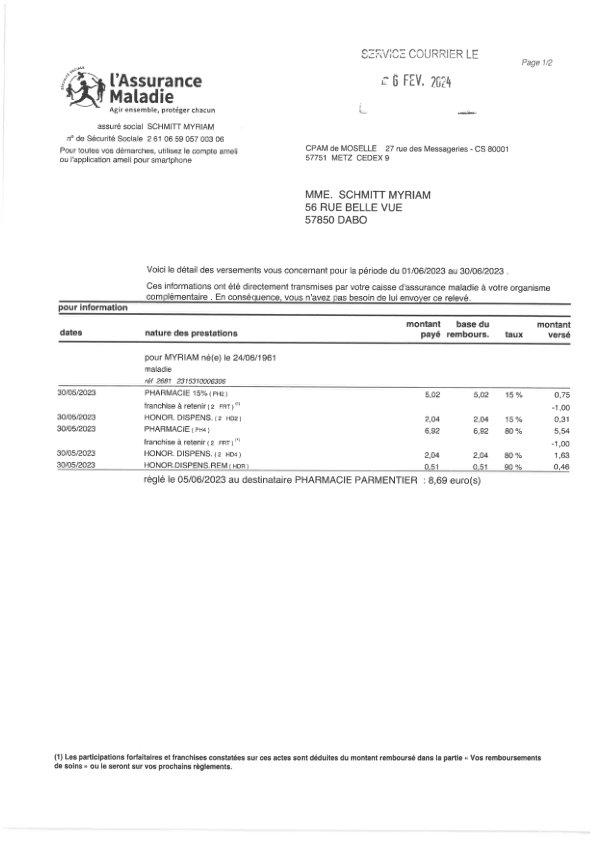 SERVICE COURRIER LE
6 FEV. 2024
Page 1/2
SÉCURITÉ SOCIALE
l'Assurance
Maladie
Agir ensemble, protéger chacun
assuré social SCHMITT MYRIAM
n° de Sécurité Sociale 2 61 06 59 057 003 06
Pour toutes vos démarches, utilisez le compte ameli
ou l'application ameli pour smartphone
CPAM de MOSELLE 27 rue des Messageries - CS 80001
57751 METZ CEDEX 9
MME. SCHMITT MYRIAM
56 RUE BELLE VUE
57850 DABO
Voici le détail des versements vous concernant pour la période du 01/06/2023 au 30/06/2023 .
Ces informations ont été directement transmises par votre caisse d'assurance maladie à votre organisme
complémentaire . En conséquence, vous n'avez pas besoin de lui envoyer ce relevé.
pour information
dates nature des prestations montant payé base du rembours. taux montant versé
pour MYRIAM né(e) le 24/06/1961
maladie
réf 2681 2315310006306
30/05/2023 PHARMACIE 15% ( PH2 ) 5,02 5,02 15 % 0,75
franchise à retenir ( 2 FRT ) (1) -1,00
30/05/2023 HONOR. DISPENS. ( 2 HD2 ) 2,04 2,04 15 % 0,31
30/05/2023 PHARMACIE ( PH4 ) 6,92 6,92 80 % 5,54
franchise à retenir ( 2 FRT ) (1) -1,00
30/05/2023 HONOR. DISPENS. ( 2 HD4 ) 2,04 2,04 80 % 1,63
30/05/2023 HONOR.DISPENS.REM ( HDR ) 0,51 0,51 90 % 0,46
réglé le 05/06/2023 au destinataire PHARMACIE PARMENTIER : 8,69 euro(s)
(1) Les participations forfaitaires et franchises constatées sur ces actes sont déduites du montant remboursé dans la partie « Vos remboursements
de soins » ou le seront sur vos prochains règlements.